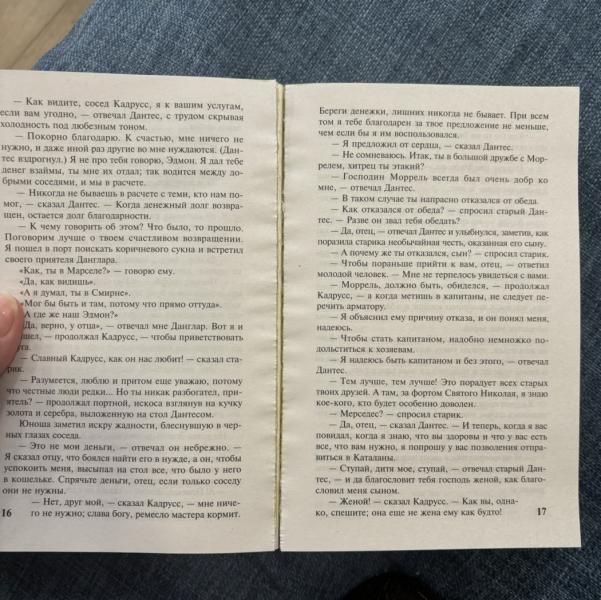 — Как видите, сосед Кадрусс, я к вашим услугам,
если вам угодно, — отвечал Дантес, с трудом скрывая
холодность под любезным тоном.
— Покорно благодарю. К счастью, мне ничего не
нужно, и даже иной раз другие во мне нуждаются. (Дан-
тес вздрогнул.) Я не про тебя говорю, Эдмон. Я дал тебе
денег взаймы, ты мне их отдал; так водится между до-
брыми соседями, и мы в расчете.
— Никогда не бываешь в расчете с теми, кто нам по-
мог, — сказал Дантес. — Когда денежный долг возвра-
щен, остается долг благодарности.
— К чему говорить об этом? Что было, то прошло.
Поговорим лучше о твоем счастливом возвращении.
Я пошел в порт поискать коричневого сукна и встретил
своего приятеля Данглара.
«Как, ты в Марселе?» — говорю ему.
«Да, как видишь».
«А я думал, ты в Смирне».
«Мог бы быть и там, потому что прямо оттуда».
«А где же наш Эдмон?»
«Да, верно, у отца», — отвечал мне Данглар. Вот я и
пришел, — продолжал Кадрусс, — чтобы приветствовать
— Славный Кадрусс, как он нас любит! — сказал ста-
рик.
— Разумеется, люблю и притом еще уважаю, потому
что честные люди редки... Но ты никак разбогател, при-
ятель? — продолжал портной, искоса взглянув на кучку
золота и серебра, выложенную на стол Дантесом.
Юноша заметил искру жадности, блеснувшую в чер-
ных глазах соседа.
— Это не мои деньги, — отвечал он небрежно. —
Я сказал отцу, что боялся найти его в нужде, а он, чтобы
успокоить меня, высыпал на стол все, что было у него
в кошельке. Спрячьте деньги, отец, если только соседу
они не нужны.
— Нет, друг мой, — сказал Кадрусс, — мне ниче-
го не нужно; слава богу, ремесло мастера кормит.
16
Береги денежки, лишних никогда не бывает. При всем
том я тебе благодарен за твое предложение не меньше,
чем если бы я им воспользовался.
— Я предложил от сердца, — сказал Дантес.
— Не сомневаюсь. Итак, ты в большой дружбе с Мор-
релем, хитрец ты этакий?
— Господин Моррель всегда был очень добр ко
мне, — отвечал Дантес.
— В таком случае ты напрасно отказался от обеда.
— Как отказался от обеда? — спросил старый Дан-
тес. — Разве он звал тебя обедать?
— Да, отец, — отвечал Дантес и улыбнулся, заметив, как
поразила старика необычайная честь, оказанная его сыну.
— А почему же ты отказался, сын? — спросил старик.
— Чтобы пораньше прийти к вам, отец, — ответил
молодой человек. — Мне не терпелось увидеться с вами.
— Моррель, должно быть, обиделся, — продолжал
Кадрусс, — а когда метишь в капитаны, не следует пе-
речить арматору.
— Я объяснил ему причину отказа, и он понял меня,
надеюсь.
— Чтобы стать капитаном, надобно немножко по-
польстить хозяевам.
— Я надеюсь быть капитаном и без этого, — отвечал
Дантес.
— Тем лучше, тем лучше! Это порадует всех старых
твоих друзей. А там, за фортом Святого Николая, я знаю
кое-кого, кто будет особенно доволен.
— Мерседес? — спросил старик.
— Да, отец, — сказал Дантес. — И теперь, когда я вас
повидал, когда я знаю, что вы здоровы и что у вас есть
все, что вам нужно, я попрошу у вас позволения отпра-
виться в Каталаны.
— Ступай, дитя мое, ступай, — отвечал старый Дан-
тес, — и да благословит тебя господь женой, как благо-
словил меня сыном.
— Женой! — сказал Кадрусс. — Как вы, одна-
ко, спешите; она еще не жена ему как будто!
17